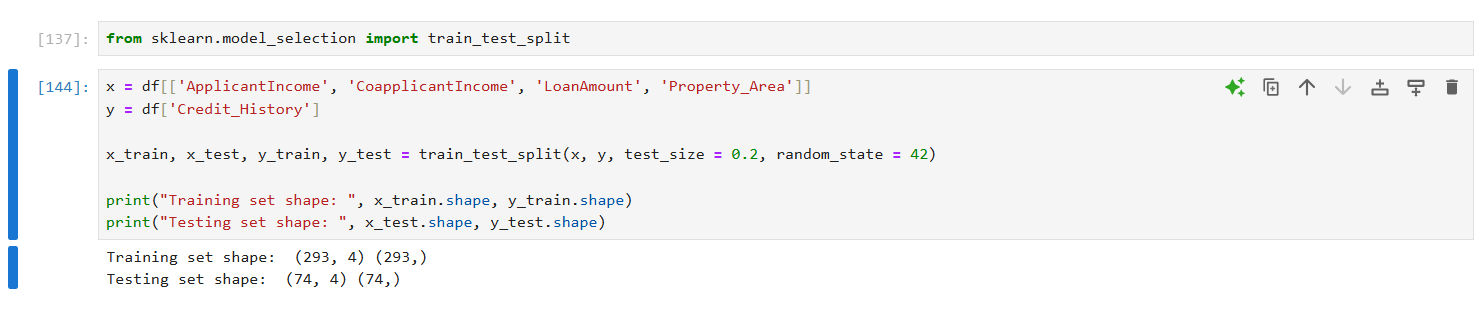 [137]: from sklearn.model_selection import train_test_split
[144]: x = df[['ApplicantIncome', 'CoapplicantIncome', 'LoanAmount', 'Property_Area']]
y = df['Credit_History']
x_train, x_test, y_train, y_test = train_test_split(x, y, test_size = 0.2, random_state = 42)
print("Training set shape: ", x_train.shape, y_train.shape)
print("Testing set shape: ", x_test.shape, y_test.shape)
Training set shape:  (293, 4) (293,)
Testing set shape:  (74, 4) (74,)